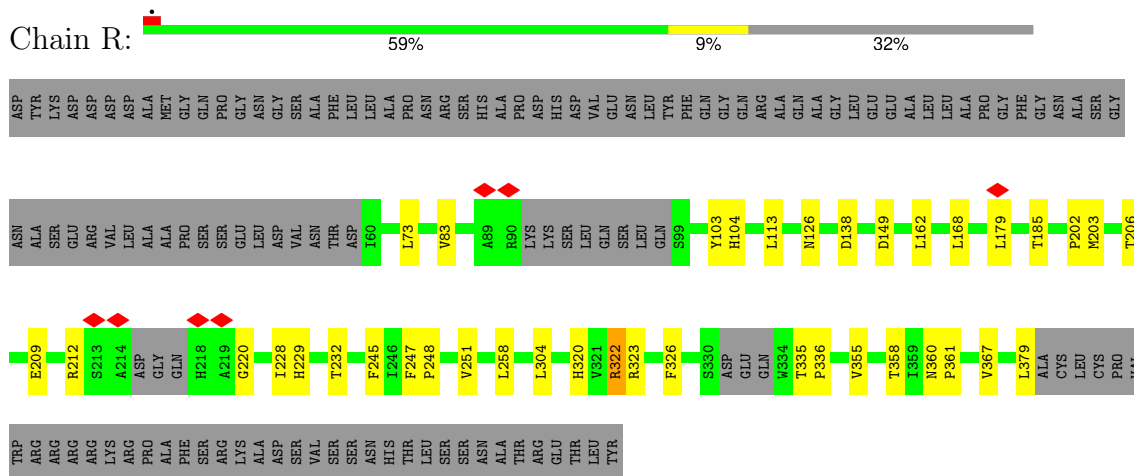 Chain R:
59% 9% 32%
ASP TYR LYS ASP ASP ASP ASP ALA MET GLY GLN PRO GLY ASN GLY SER ALA PHE LEU LEU ALA PRO ASN ARG SER HIS ALA PRO ASP HIS ASP VAL GLU ASN LEU TYR PHE GLN GLY GLN ARG ALA GLN ALA GLY LEU GLU GLU ALA LEU LEU ALA PRO GLY PHE GLY ASN ALA SER GLY
ASN ALA SER GLU ARG VAL LEU ALA ALA PRO SER SER GLU LEU ASP VAL ASN THR ASP I60 L73 V83 A89 R90 LYS LYS SER LEU GLN SER LEU GLN S99 Y103 H104 L113 N126 D138 D149 L162 L168 L179 T185 P202 M203 T206
E209 R212 S213 A214 ASP GLY GLN H218 A219 G220 I228 H229 T232 F245 I246 F247 P248 V251 L258 L304 H320 V321 R322 R323 F326 S330 ASP GLU GLN W334 T335 P336 V355 T358 I359 N360 P361 V367 L379 ALA CYS LEU CYS PRO VAL
TRP ARG ARG ARG ARG LYS ARG PRO ALA PHE SER ARG LYS ALA ASP SER VAL SER SER ASN HIS THR LEU SER SER ASN ALA THR ARG GLU THR LEU TYR